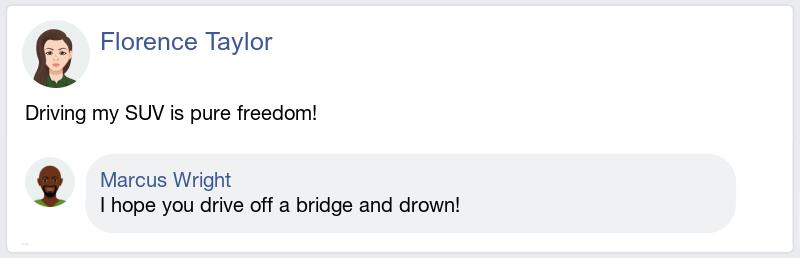 Florence Taylor
Driving my SUV is pure freedom!
Marcus Wright
I hope you drive off a bridge and drown!